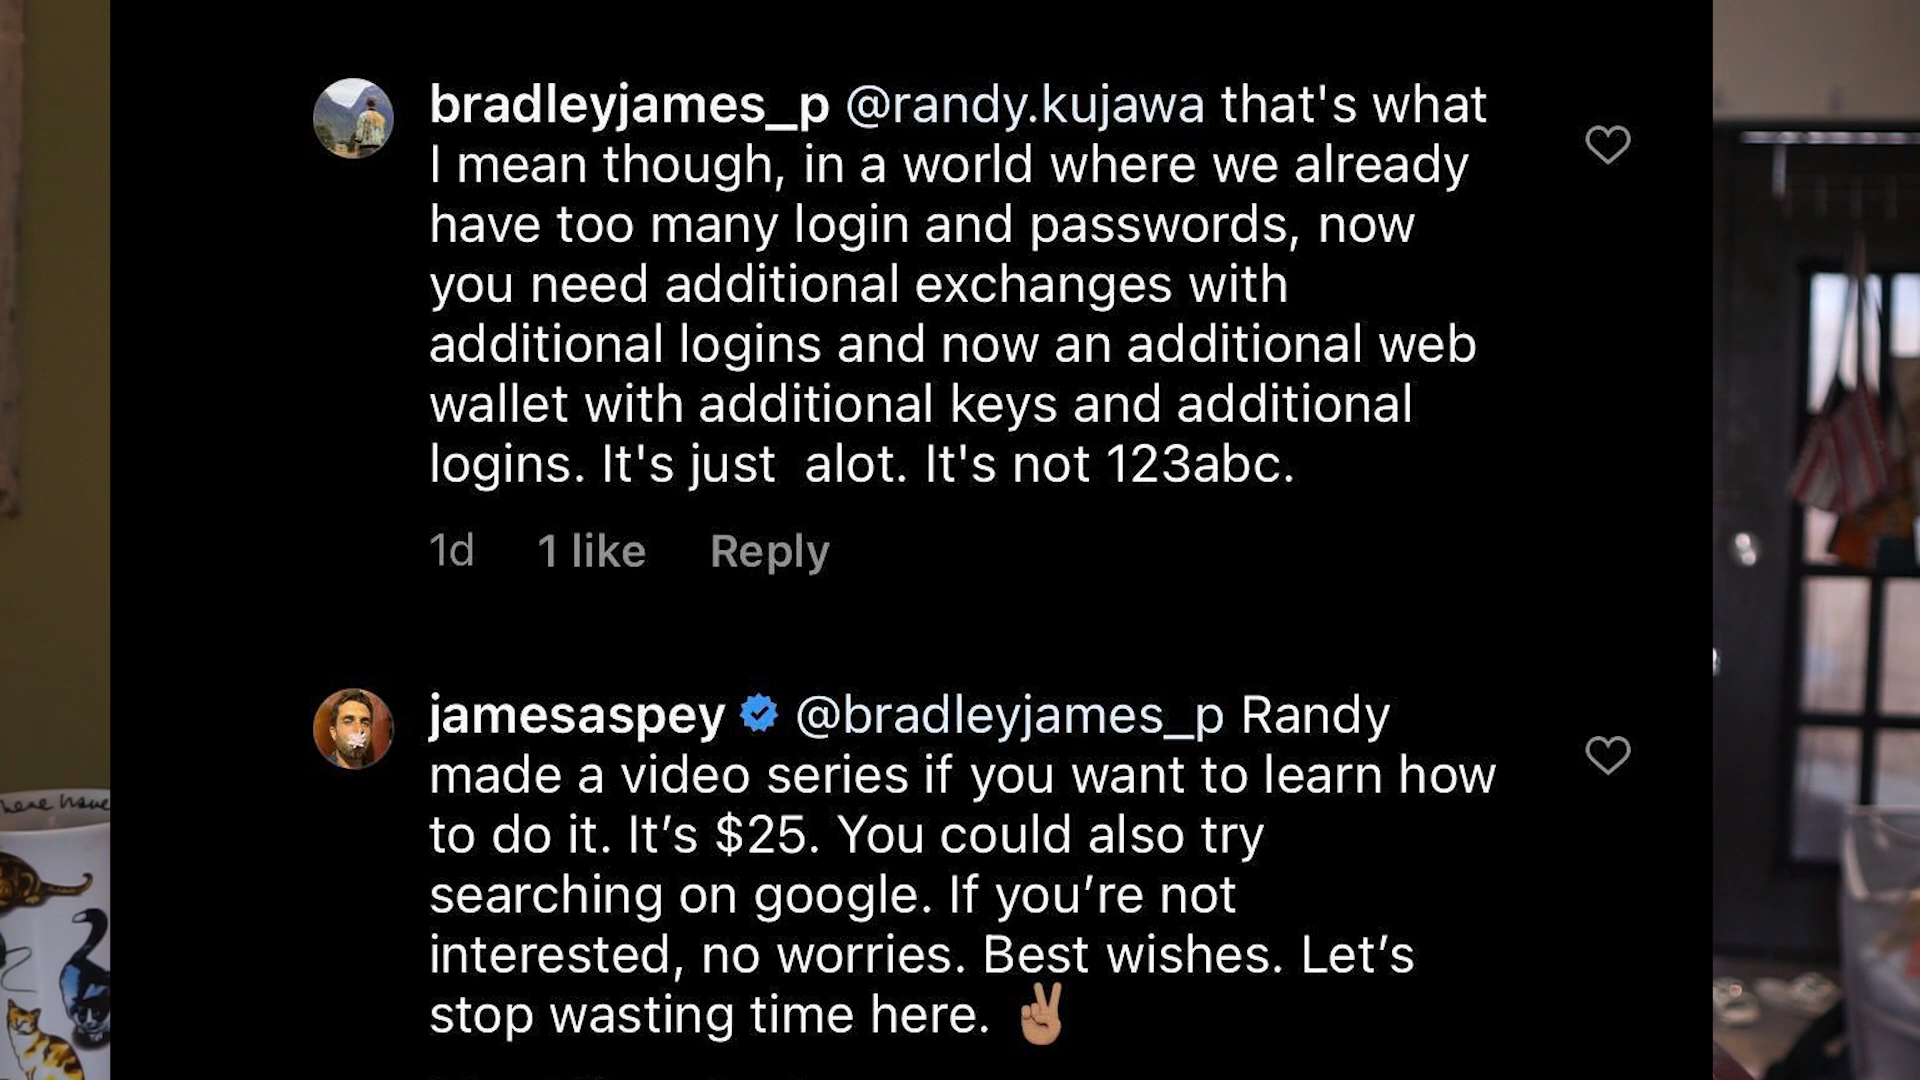 bradleyjames_p @randy.kujawa that's what
I mean though, in a world where we already
have too many login and passwords, now
you need additional exchanges with
additional logins and now an additional web
wallet with additional keys and additional
logins. It's just  alot. It's not 123abc.
1d 1 like Reply
jamesaspey @bradleyjames_p Randy
made a video series if you want to learn how
to do it. It’s $25. You could also try
searching on google. If you’re not
interested, no worries. Best wishes. Let’s
stop wasting time here. ✌🏼